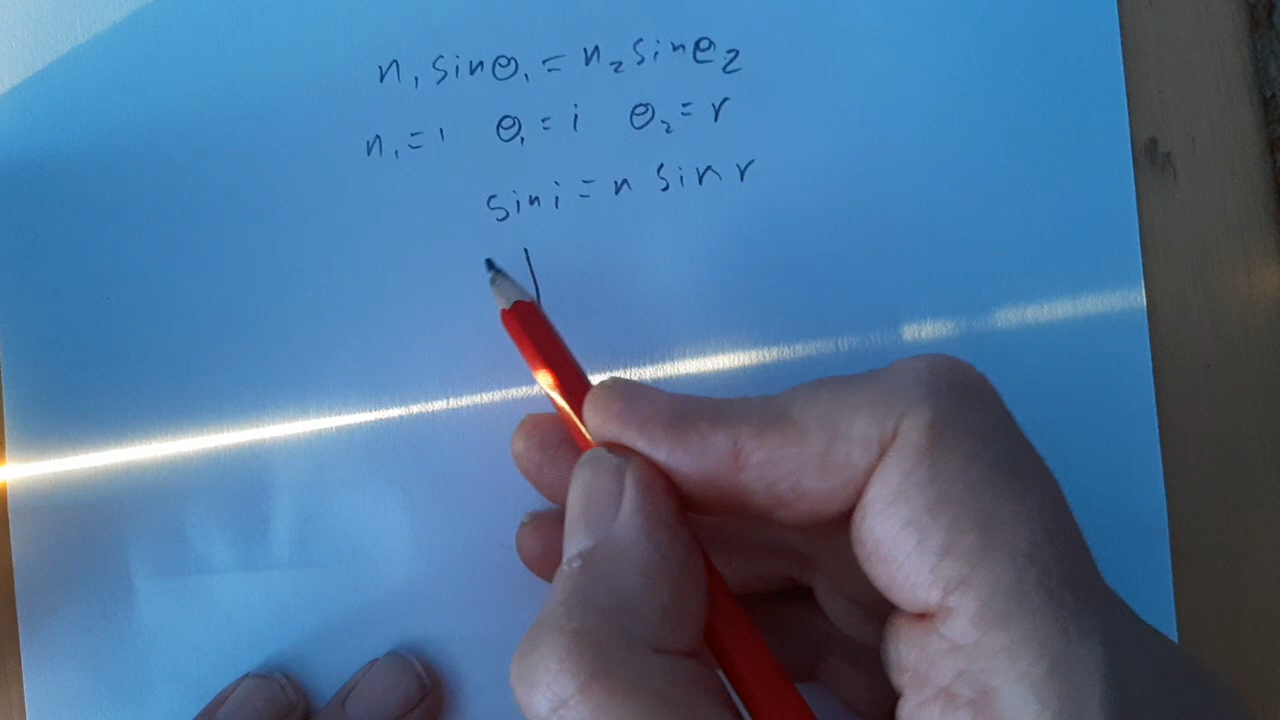 n₁ sinθ₁ = n₂ sinθ₂
n₁ = 1 θ₁ = i θ₂ = r
sin i = n sin r